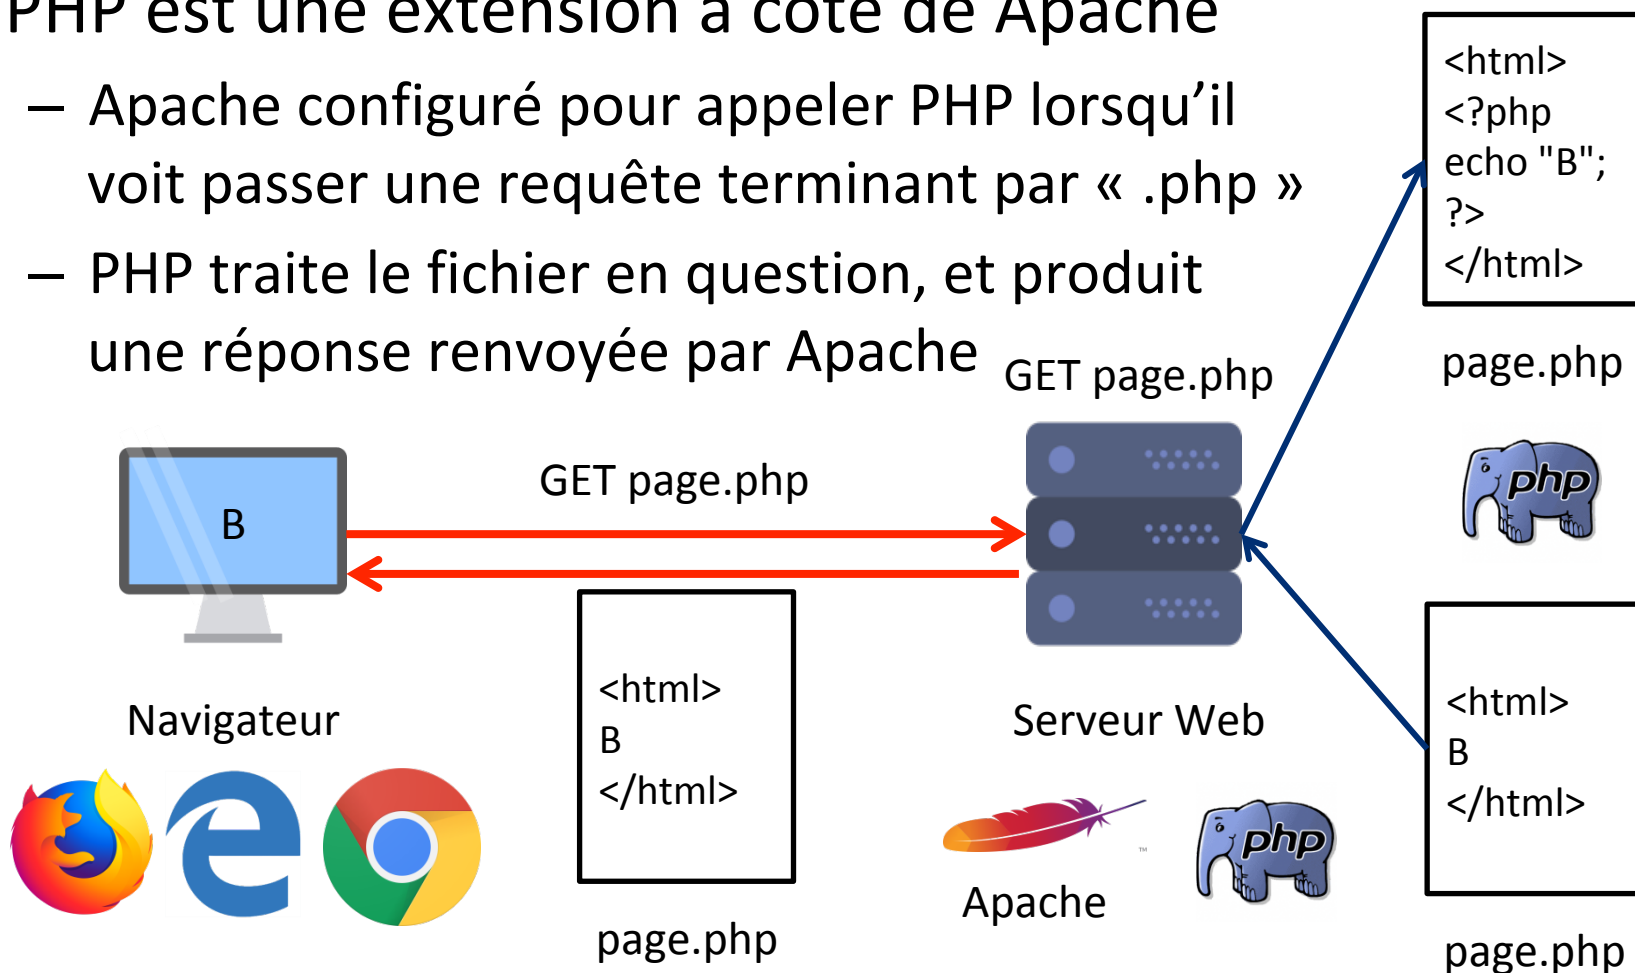 PHP est une extension à côté de Apache
– Apache configuré pour appeler PHP lorsqu’il
voit passer une requête terminant par « .php »
– PHP traite le fichier en question, et produit
une réponse renvoyée par Apache
<html>
<?php
echo "B";
?>
</html>
page.php
GET page.php
GET page.php
B
php
<html>
B
</html>
page.php
Navigateur
Serveur Web
Apache
TM
php
<html>
B
</html>
page.php